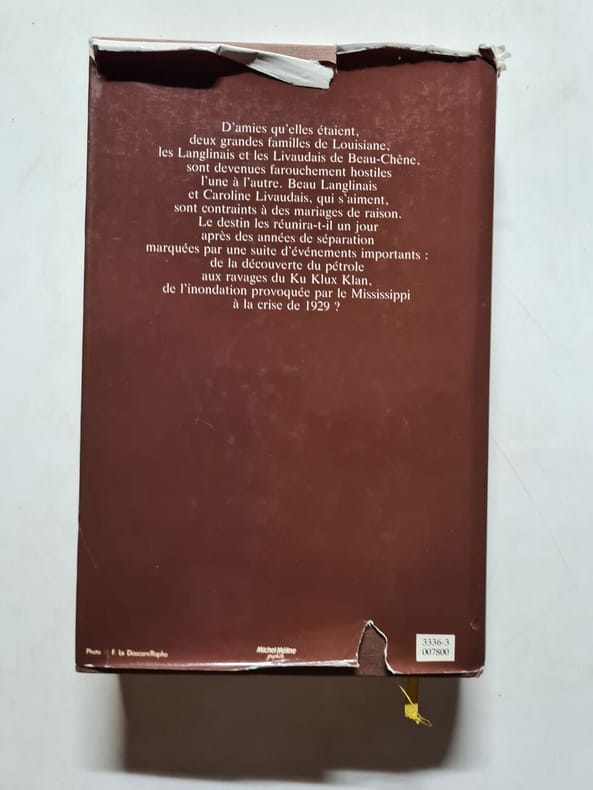 D'amies qu'elles étaient,
deux grandes familles de Louisiane,
les Langlinais et les Livaudais de Beau-Chêne,
sont devenues farouchement hostiles
l'une à l'autre. Beau Langlinais
et Caroline Livaudais, qui s'aiment,
sont contraints à des mariages de raison.
Le destin les réunira-t-il un jour
après des années de séparation
marquées par une suite d'événements importants :
de la découverte du pétrole
aux ravages du Ku Klux Klan,
de l'inondation provoquée par le Mississippi
à la crise de 1929 ?
3336-3
007800
Photo F. Le Diascorn/Rapho
Michel Méline